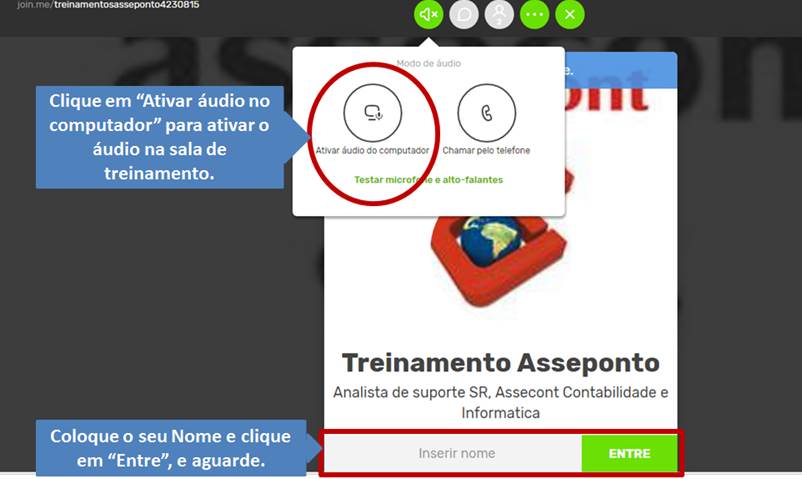 join.me/treinamentosasseponto4230815
2
Modo de áudio
e.
Clique em “Ativar áudio no
computador” para ativar o
áudio na sala de
treinamento.
Ativar áudio do computador
Chamar pelo telefone
Testar microfone e alto-falantes
Treinamento Asseponto
Analista de suporte SR, Assecont Contabilidade e
Informatica
Coloque o seu Nome e clique
em “Entre”, e aguarde.
Inserir nome
ENTRE